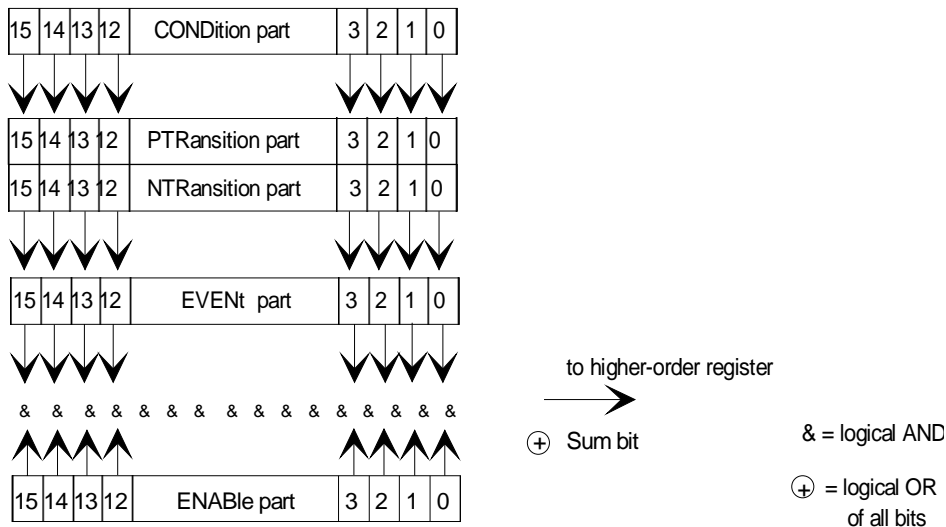 15 14 13 12 CONDition part 3 2 1 0
15 14 13 12 PTRansition part 3 2 1 0
15 14 13 12 NTRansition part 3 2 1 0
15 14 13 12 EVENt part 3 2 1 0
to higher-order register
& & & & & & & & & & & & & & & &
+ Sum bit
& = logical AND
15 14 13 12 ENABle part 3 2 1 0
+ = logical OR
of all bits